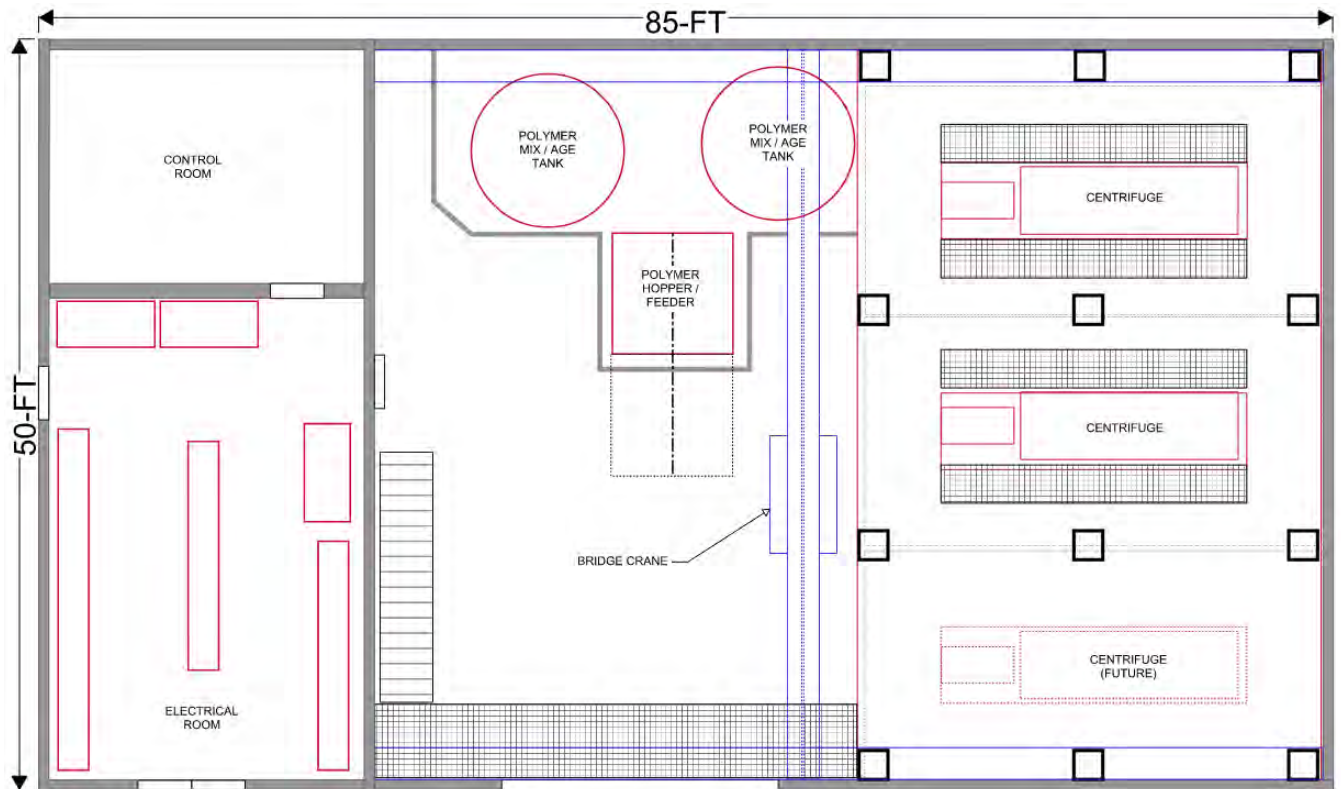 85-FT
50-FT
CONTROL
ROOM
POLYMER
MIX / AGE
TANK
POLYMER
MIX / AGE
TANK
POLYMER
HOPPER /
FEEDER
CENTRIFUGE
CENTRIFUGE
BRIDGE CRANE
CENTRIFUGE
(FUTURE)
ELECTRICAL
ROOM